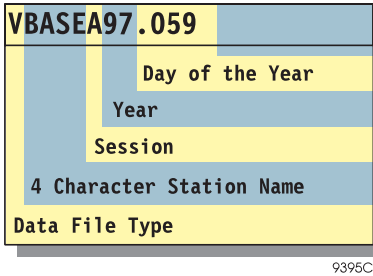 VBASEA97.059
Day of the Year
Year
Session
4 Character Station Name
Data File Type
9395C